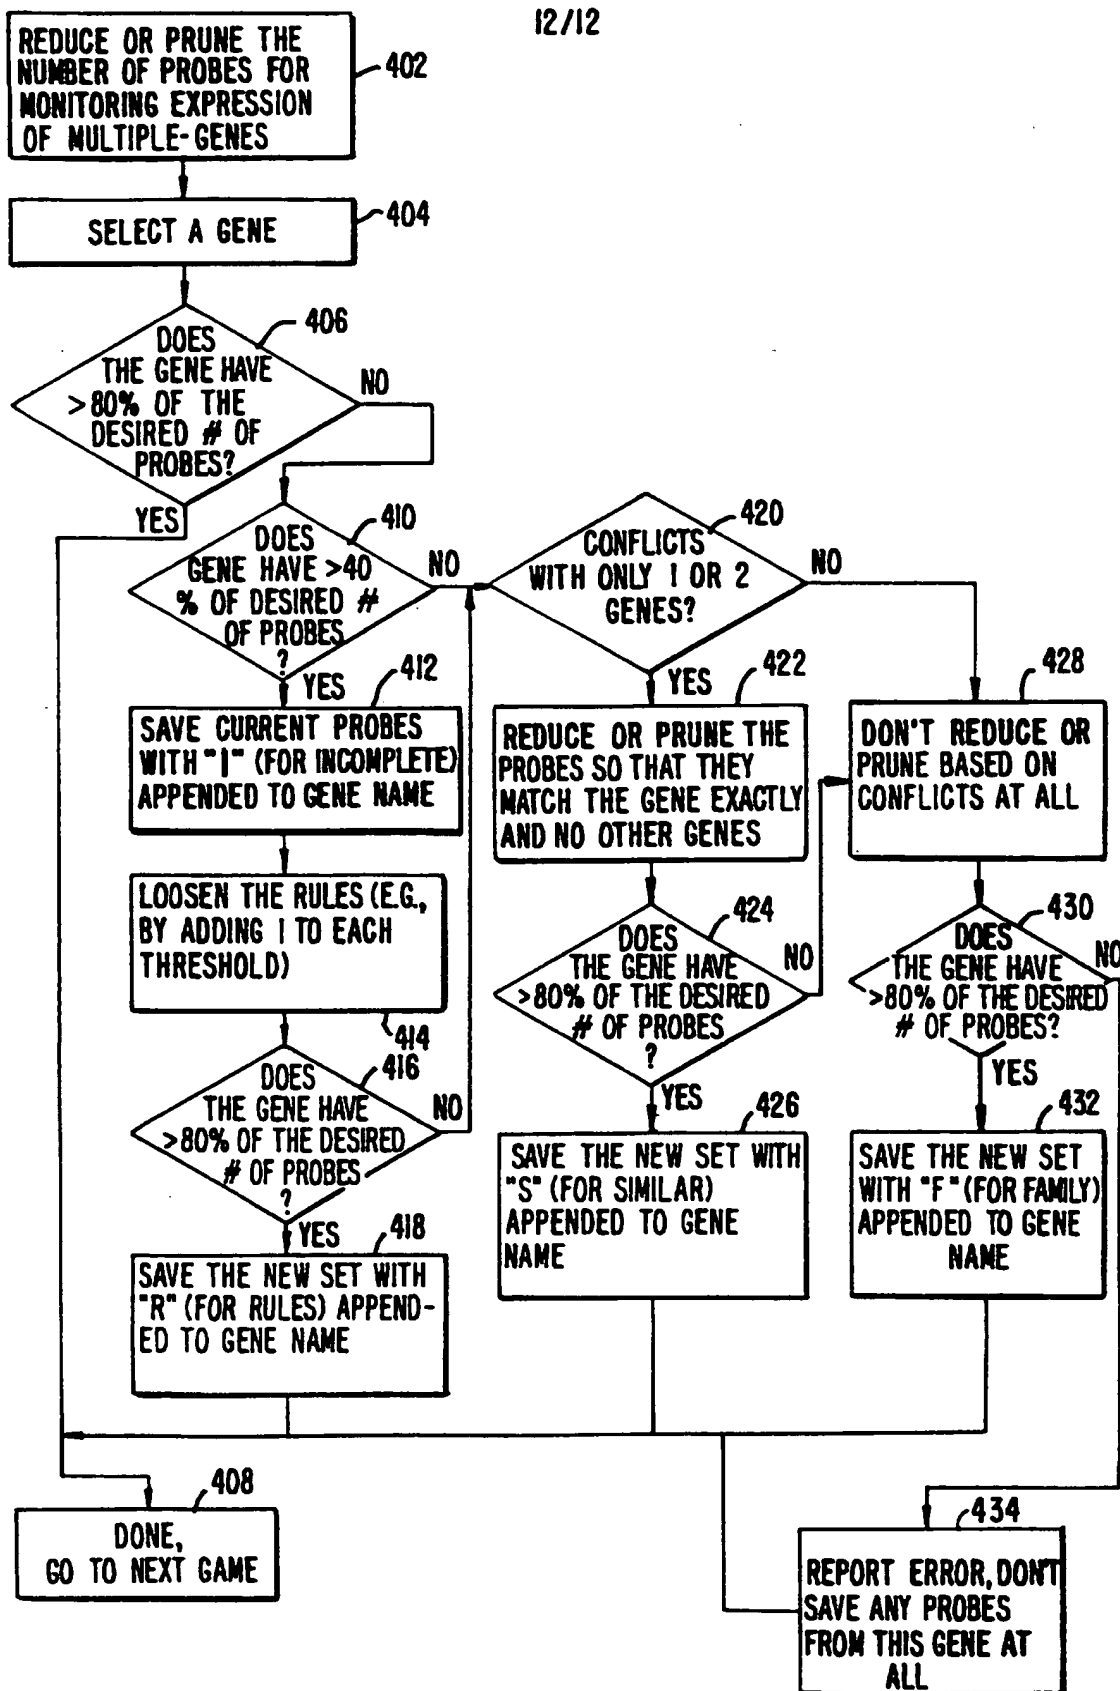 12/12
REDUCE OR PRUNE THE
NUMBER OF PROBES FOR
MONITORING EXPRESSION
OF MULTIPLE-GENES
402
SELECT A GENE
404
DOES
THE GENE HAVE
>80% OF THE
DESIRED # OF
PROBES?
406
NO
YES
DOES
GENE HAVE >40
% OF DESIRED #
OF PROBES
?
410
NO
YES
SAVE CURRENT PROBES
WITH "I" (FOR INCOMPLETE)
APPENDED TO GENE NAME
412
LOOSEN THE RULES (E.G.,
BY ADDING 1 TO EACH
THRESHOLD)
414
DOES
THE GENE HAVE
>80% OF THE DESIRED
# OF PROBES
?
416
NO
YES
SAVE THE NEW SET WITH
"R" (FOR RULES) APPEND-
ED TO GENE NAME
418
CONFLICTS
WITH ONLY 1 OR 2
GENES?
420
NO
YES
REDUCE OR PRUNE THE
PROBES SO THAT THEY
MATCH THE GENE EXACTLY
AND NO OTHER GENES
422
DOES
THE GENE HAVE
>80% OF THE DESIRED
# OF PROBES
?
424
NO
YES
SAVE THE NEW SET WITH
"S" (FOR SIMILAR)
APPENDED TO GENE
NAME
426
DON'T REDUCE OR
PRUNE BASED ON
CONFLICTS AT ALL
428
DOES
THE GENE HAVE
>80% OF THE DESIRED
# OF PROBES?
430
NO
YES
SAVE THE NEW SET
WITH "F" (FOR FAMILY)
APPENDED TO GENE
NAME
432
DONE,
GO TO NEXT GAME
408
REPORT ERROR, DON'T
SAVE ANY PROBES
FROM THIS GENE AT
ALL
434